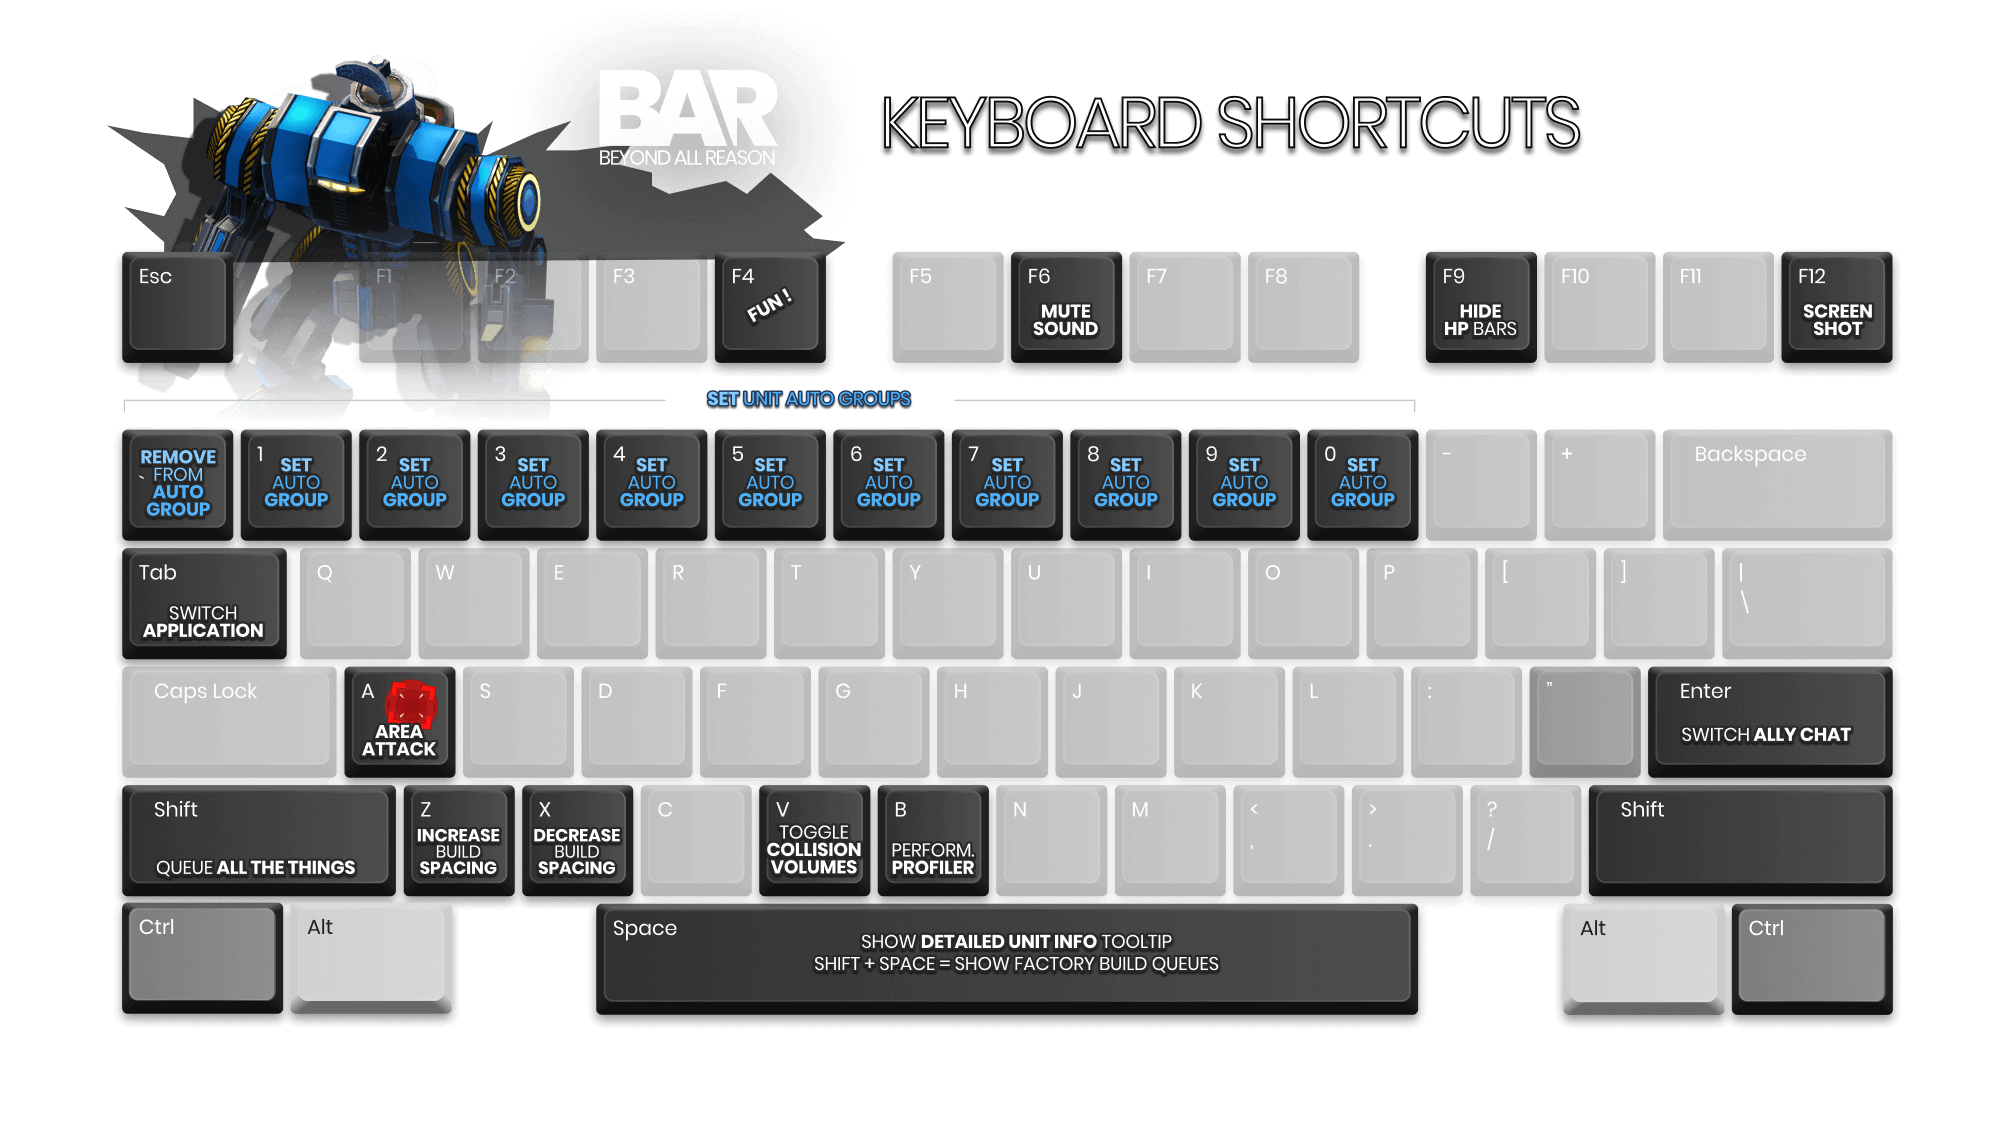 BAR
BEYOND ALL REASON
KEYBOARD SHORTCUTS
Esc
F1
F2
F3
F4
FUN !
F5
F6
MUTE
SOUND
F7
F8
F9
HIDE
HP BARS
F10
F11
F12
SCREEN
SHOT
SET UNIT AUTO GROUPS
REMOVE
FROM
`
AUTO
GROUP
1
SET
AUTO
GROUP
2
SET
AUTO
GROUP
3
SET
AUTO
GROUP
4
SET
AUTO
GROUP
5
SET
AUTO
GROUP
6
SET
AUTO
GROUP
7
SET
AUTO
GROUP
8
SET
AUTO
GROUP
9
SET
AUTO
GROUP
0
SET
AUTO
GROUP
-
+
Backspace
Tab
SWITCH
APPLICATION
Q
W
E
R
T
Y
U
I
O
P
[
]
|
\
Caps Lock
A
AREA
ATTACK
S
D
F
G
H
J
K
L
:
"
Enter
SWITCH ALLY CHAT
Shift
QUEUE ALL THE THINGS
Z
INCREASE
BUILD
SPACING
X
DECREASE
BUILD
SPACING
C
V
TOGGLE
COLLISION
VOLUMES
B
PERFORM.
PROFILER
N
M
<
,
>
.
?
/
Shift
Ctrl
Alt
Space
SHOW DETAILED UNIT INFO TOOLTIP
SHIFT + SPACE = SHOW FACTORY BUILD QUEUES
Alt
Ctrl